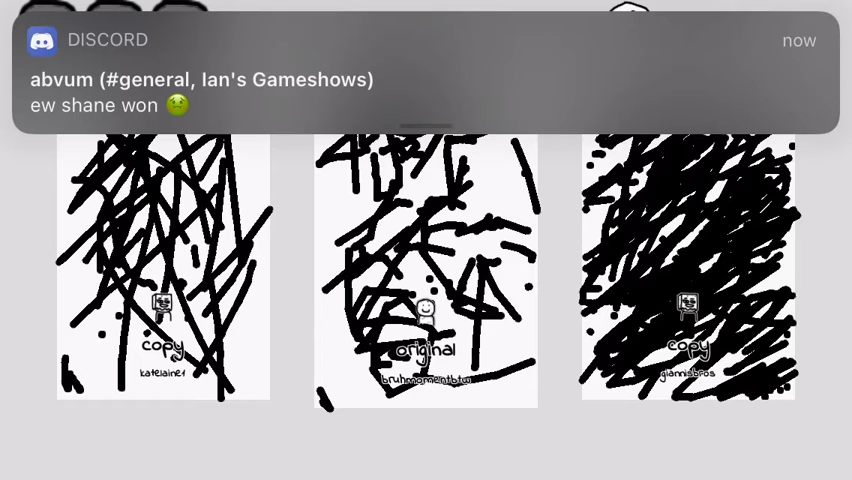 DISCORD
now
abvum (#general, Ian's Gameshows)
ew shane won 🤢
copy
katelaine1
original
bruhmomentbtw
copy
giannisbros